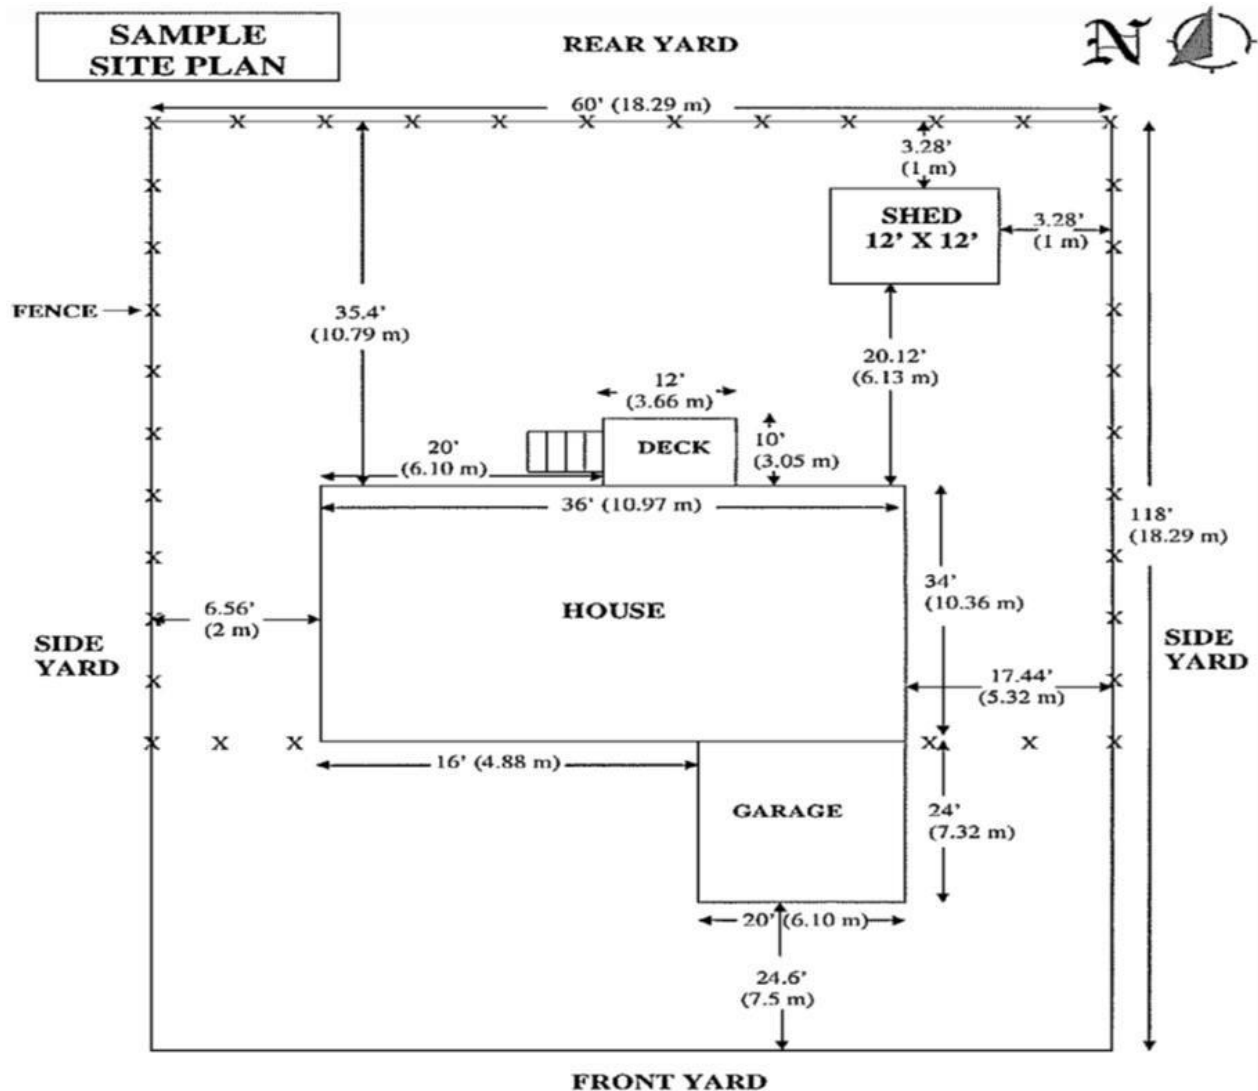 SAMPLE
SITE PLAN
REAR YARD
N
60' (18.29 m)
3.28'
(1 m)
SHED
12' X 12'
3.28'
(1 m)
FENCE
35.4'
(10.79 m)
20.12'
(6.13 m)
12'
(3.66 m)
DECK
10'
(3.05 m)
20'
(6.10 m)
36' (10.97 m)
118'
(18.29 m)
34'
(10.36 m)
HOUSE
6.56'
(2 m)
SIDE
YARD
SIDE
YARD
17.44'
(5.32 m)
16' (4.88 m)
GARAGE
24'
(7.32 m)
20' (6.10 m)
24.6'
(7.5 m)
FRONT YARD